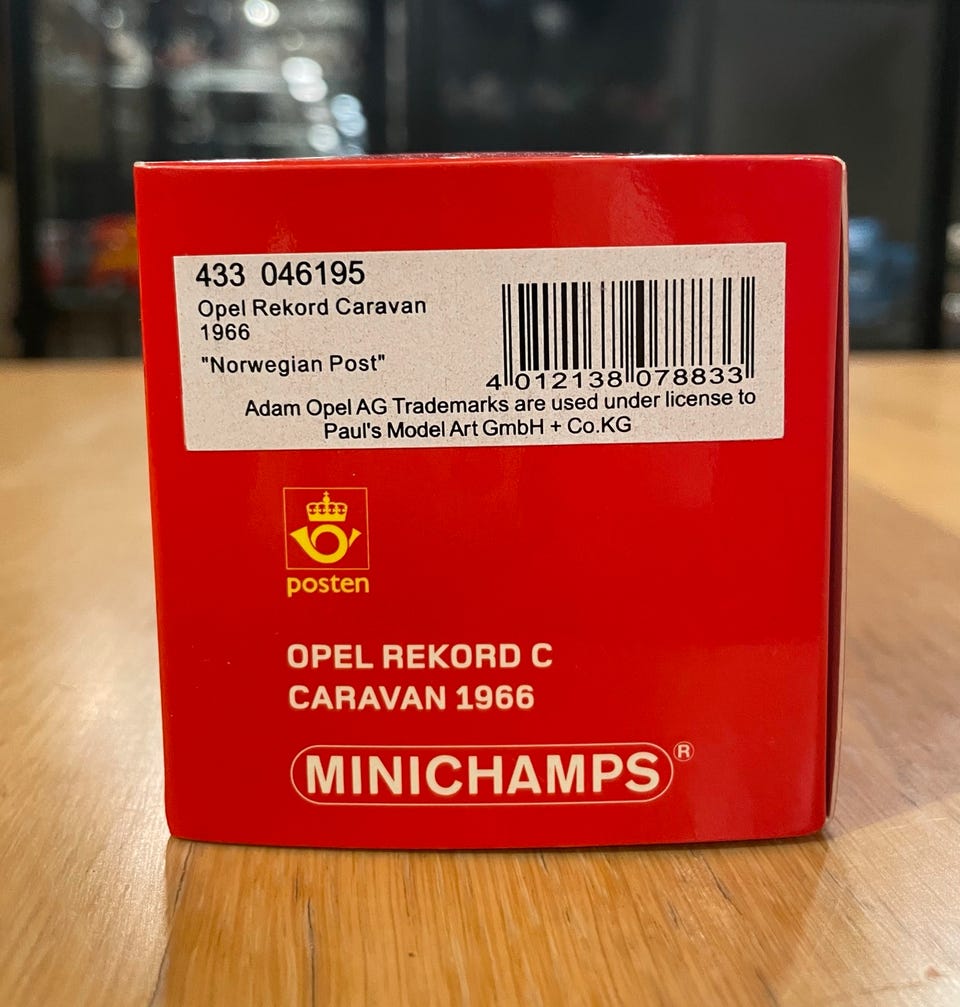 433 046195
Opel Rekord Caravan
1966
"Norwegian Post"
4 012138 078833
Adam Opel AG Trademarks are used under license to
Paul's Model Art GmbH + Co.KG
posten
OPEL REKORD C
CARAVAN 1966
MINICHAMPS®